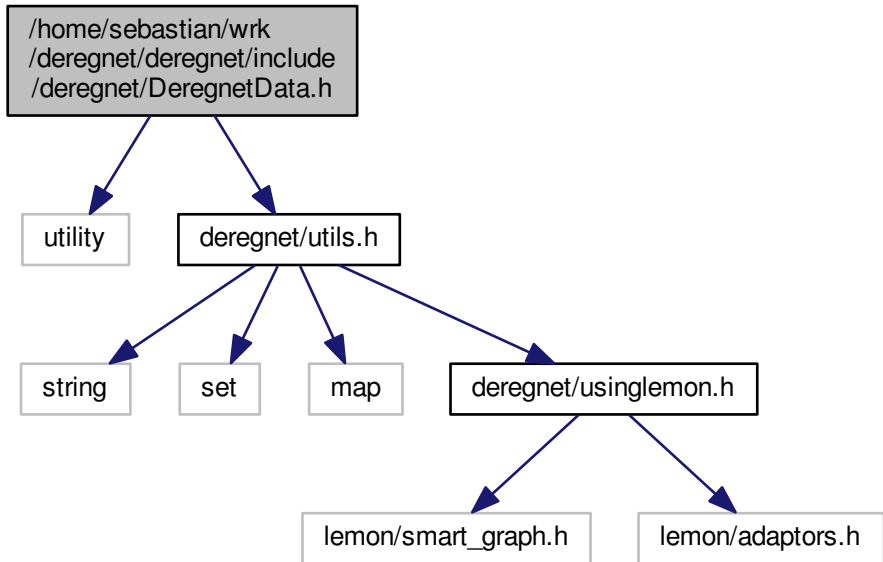 /home/sebastian/wrk
/deregnet/deregnet/include
/deregnet/DeregnetData.h
utility
deregnet/utils.h
string
set
map
deregnet/usinglemon.h
lemon/smart_graph.h
lemon/adaptors.h